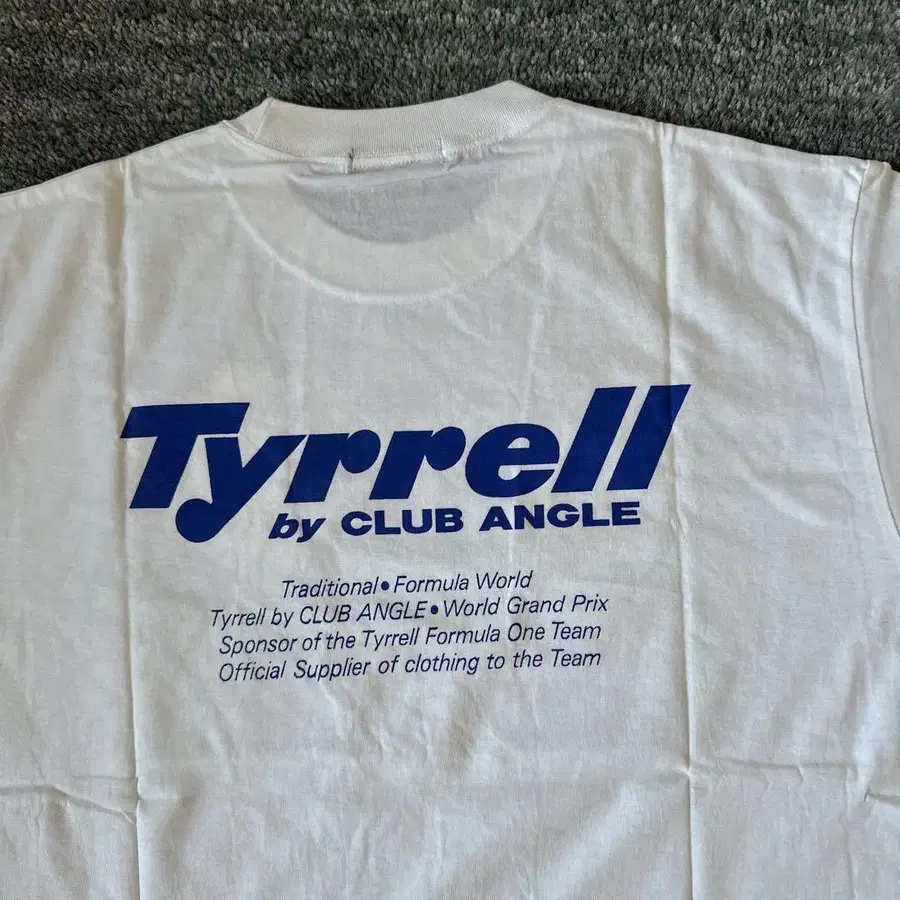 Tyrrell
by CLUB ANGLE
Traditional•Formula World
Tyrrell by CLUB ANGLE•World Grand Prix
Sponsor of the Tyrrell Formula One Team
Official Supplier of clothing to the Team